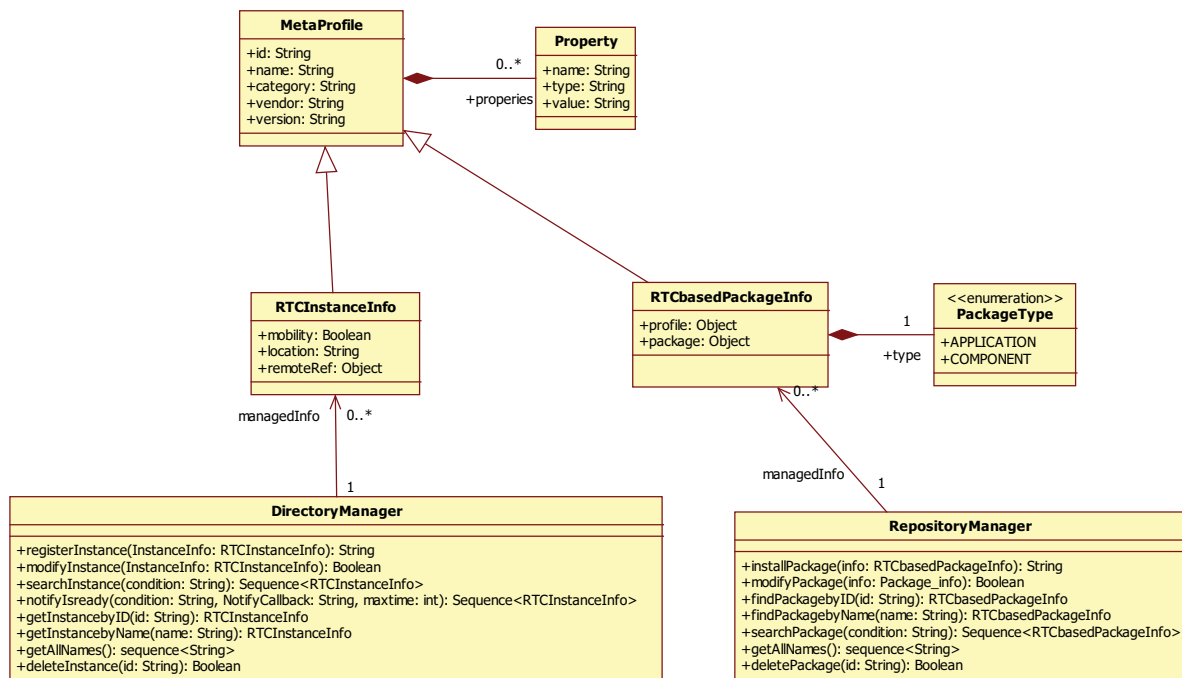 MetaProfile
+id: String
+name: String
+category: String
+vendor: String
+version: String
0..*
+properies
Property
+name: String
+type: String
+value: String
RTCInstanceInfo
+mobility: Boolean
+location: String
+remoteRef: Object
RTCbasedPackageInfo
+profile: Object
+package: Object
1
+type
<<enumeration>>
PackageType
+APPLICATION
+COMPONENT
managedInfo
0..*
1
0..*
managedInfo
1
DirectoryManager
+registerInstance(InstanceInfo: RTCInstanceInfo): String
+modifyInstance(InstanceInfo: RTCInstanceInfo): Boolean
+searchInstance(condition: String): Sequence<RTCInstanceInfo>
+notifyIsready(condition: String, NotifyCallback: String, maxtime: int): Sequence<RTCInstanceInfo>
+getInstancebyID(id: String): RTCInstanceInfo
+getInstancebyName(name: String): RTCInstanceInfo
+getAllNames(): sequence<String>
+deleteInstance(id: String): Boolean
RepositoryManager
+installPackage(info: RTCbasedPackageInfo): String
+modifyPackage(info: Package_info): Boolean
+findPackagebyID(id: String): RTCbasedPackageInfo
+findPackagebyName(name: String): RTCbasedPackageInfo
+searchPackage(condition: String): Sequence<RTCbasedPackageInfo>
+getAllNames(): sequence<String>
+deletePackage(id: String): Boolean